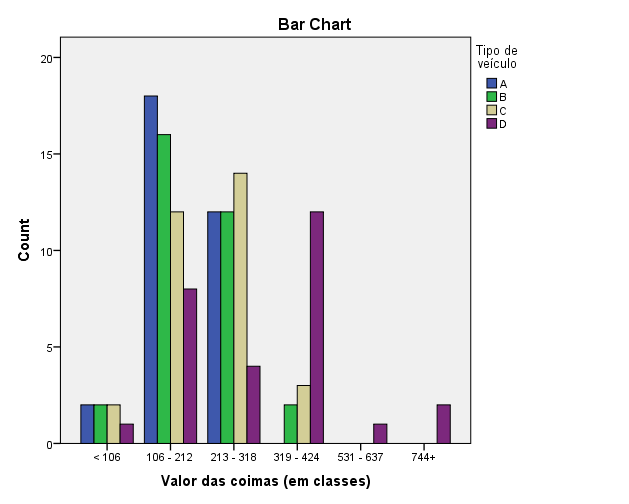 Bar Chart
Tipo de
veículo
A
B
C
D
20
15
10
5
0
Count
< 106
106 - 212
213 - 318
319 - 424
531 - 637
744+
Valor das coimas (em classes)